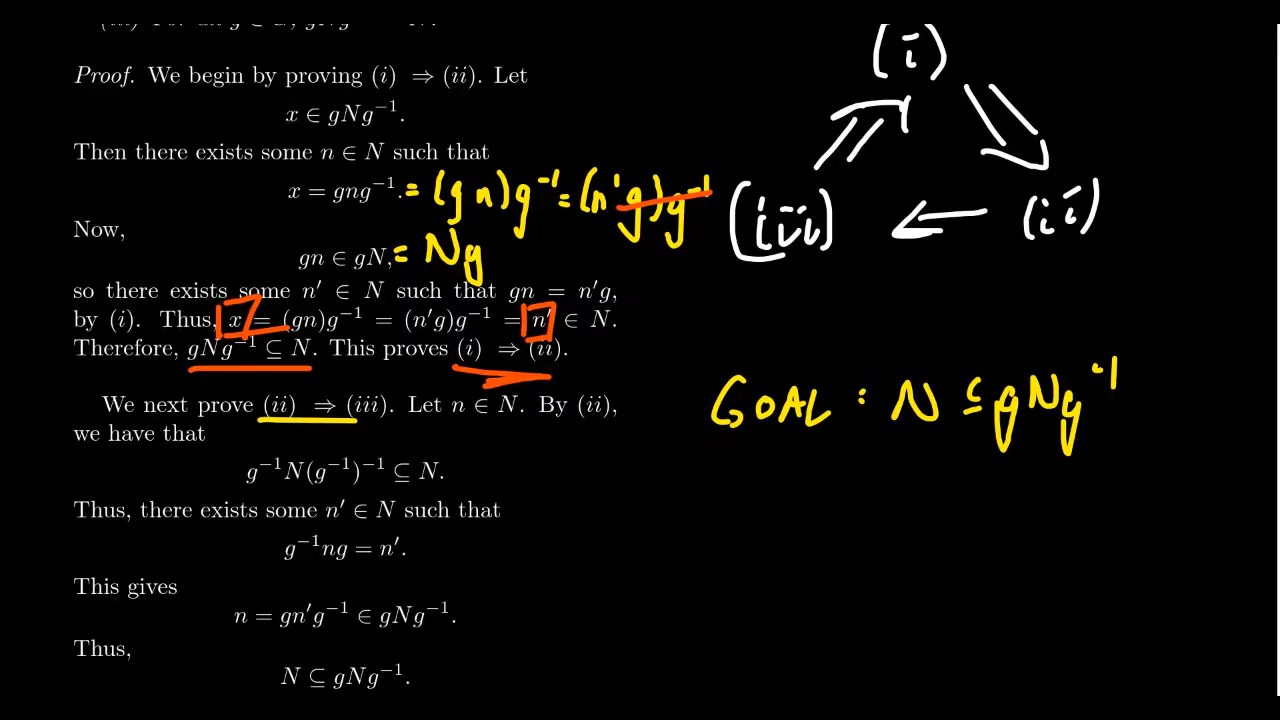 Proof. We begin by proving (i) ⇒ (ii). Let
x ∈ gNg⁻¹.
Then there exists some n ∈ N such that
x = gng⁻¹. = (gn)g⁻¹ = (n'g)g⁻¹
Now,
gn ∈ gN, = Ng
so there exists some n′ ∈ N such that gn = n′g,
by (i). Thus, x = (gn)g⁻¹ = (n′g)g⁻¹ = n′ ∈ N.
Therefore, gNg⁻¹ ⊆ N. This proves (i) ⇒ (ii).
We next prove (ii) ⇒ (iii). Let n ∈ N. By (ii),
we have that
g⁻¹N(g⁻¹)⁻¹ ⊆ N.
Thus, there exists some n′ ∈ N such that
g⁻¹ng = n′.
This gives
n = gn′g⁻¹ ∈ gNg⁻¹.
Thus,
N ⊆ gNg⁻¹.
(i)
(iii) ⇐ (ii)
GOAL : N ⊆ gNg⁻¹